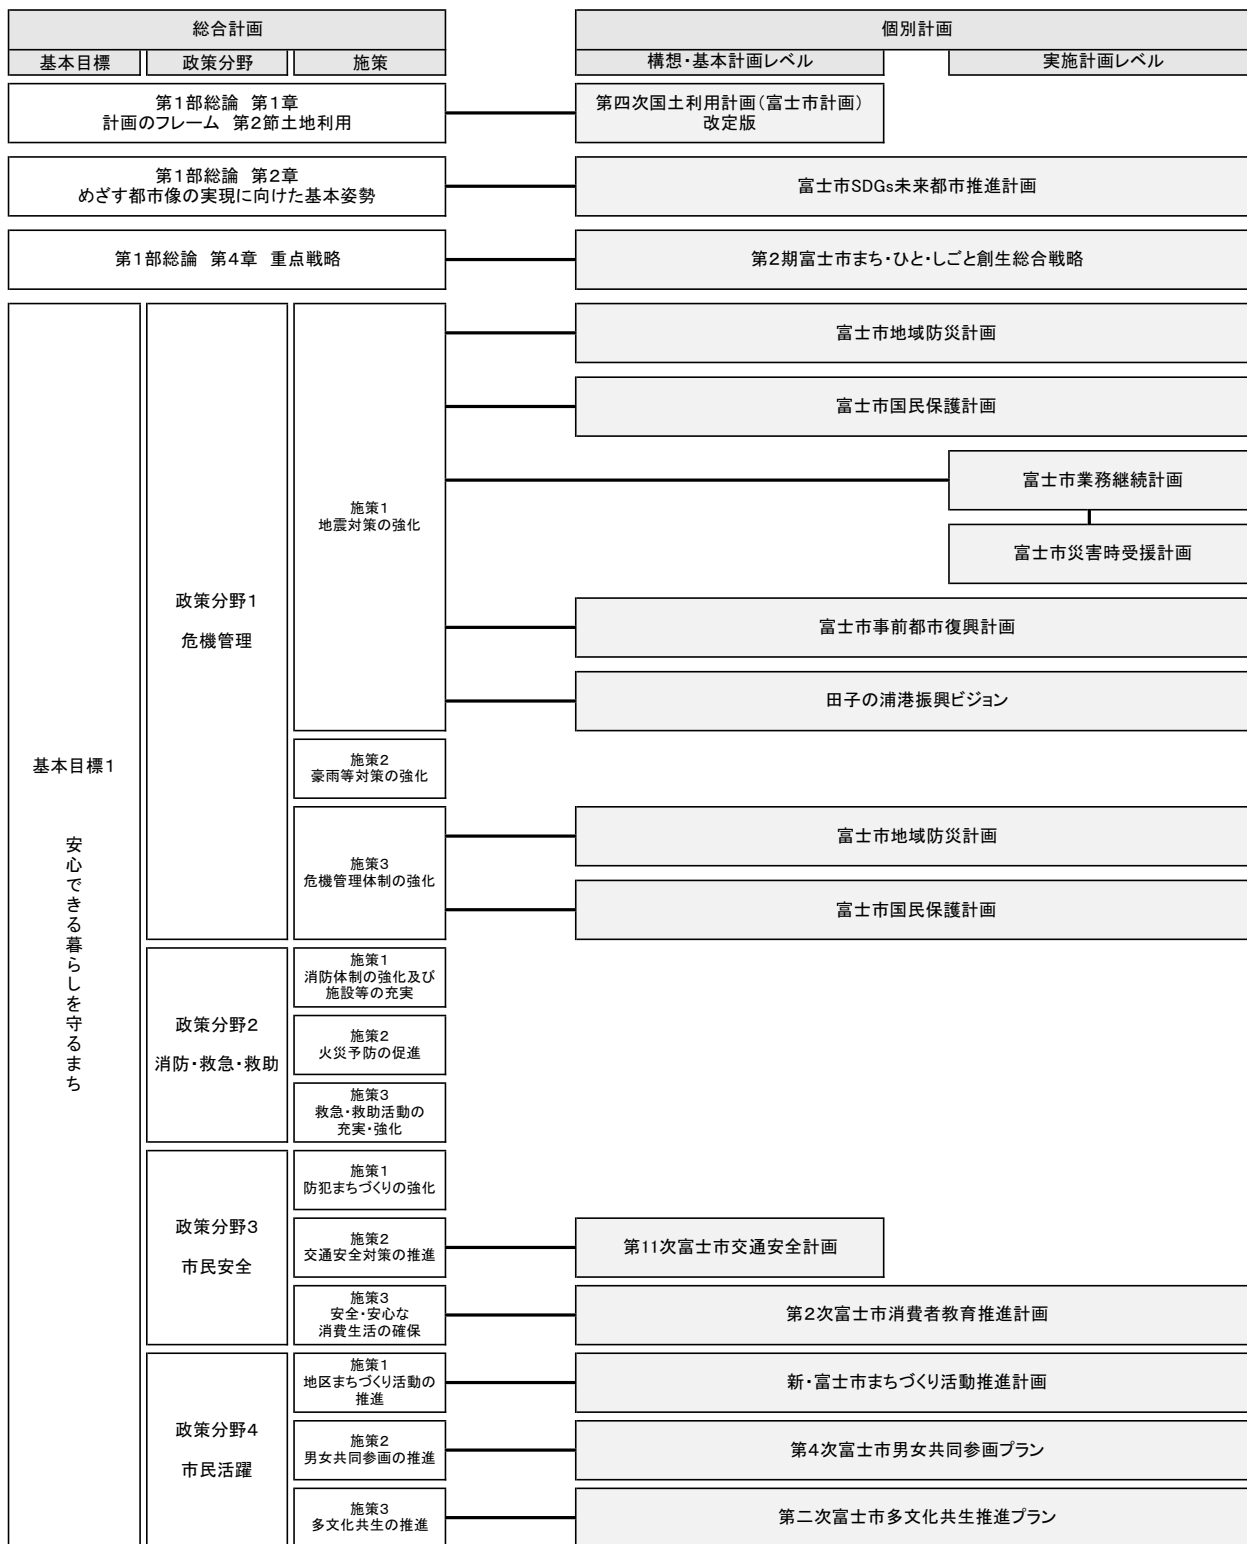 総合計画
個別計画
基本目標
政策分野
施策
構想・基本計画レベル
実施計画レベル
第1部総論 第1章
計画のフレーム 第2節土地利用
第四次国土利用計画(富士市計画)
改定版
第1部総論 第2章
めざす都市像の実現に向けた基本姿勢
富士市SDGs未来都市推進計画
第1部総論 第4章 重点戦略
第2期富士市まち・ひと・しごと創生総合戦略
基本目標1
安心できる暮らしを守るまち
政策分野1
危機管理
施策1
地震対策の強化
富士市地域防災計画
富士市国民保護計画
富士市業務継続計画
富士市災害時受援計画
富士市事前都市復興計画
田子の浦港振興ビジョン
施策2
豪雨等対策の強化
施策3
危機管理体制の強化
富士市地域防災計画
富士市国民保護計画
政策分野2
消防・救急・救助
施策1
消防体制の強化及び
施設等の充実
施策2
火災予防の促進
施策3
救急・救助活動の
充実・強化
政策分野3
市民安全
施策1
防犯まちづくりの強化
施策2
交通安全対策の推進
第11次富士市交通安全計画
施策3
安全・安心な
消費生活の確保
第2次富士市消費者教育推進計画
政策分野4
市民活躍
施策1
地区まちづくり活動の
推進
新・富士市まちづくり活動推進計画
施策2
男女共同参画の推進
第4次富士市男女共同参画プラン
施策3
多文化共生の推進
第二次富士市多文化共生推進プラン